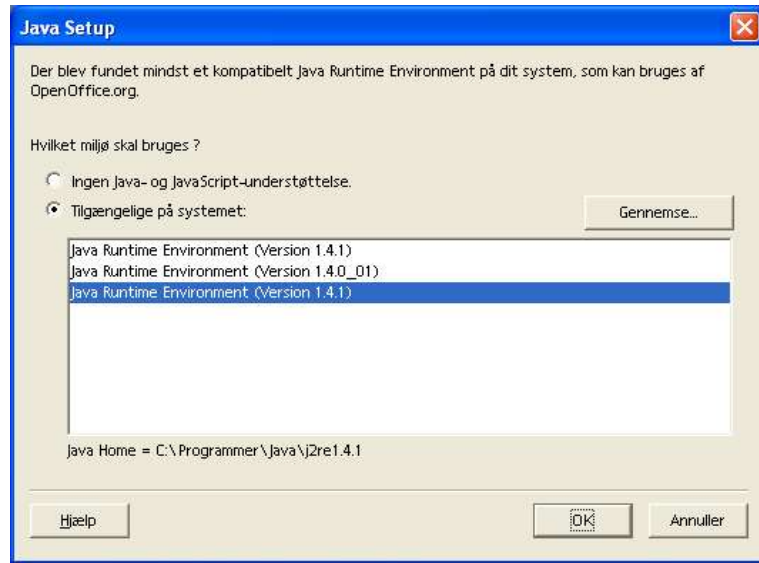 Java Setup
Der blev fundet mindst et kompatibelt Java Runtime Environment på dit system, som kan bruges af
OpenOffice.org.
Hvilket miljø skal bruges ?
Ingen Java- og JavaScript-understøttelse.
Tilgængelige på systemet:
Gennemse...
Java Runtime Environment (Version 1.4.1)
Java Runtime Environment (Version 1.4.0_01)
Java Runtime Environment (Version 1.4.1)
Java Home = C:\Programmer\Java\j2re1.4.1
Hjælp
OK
Annuller